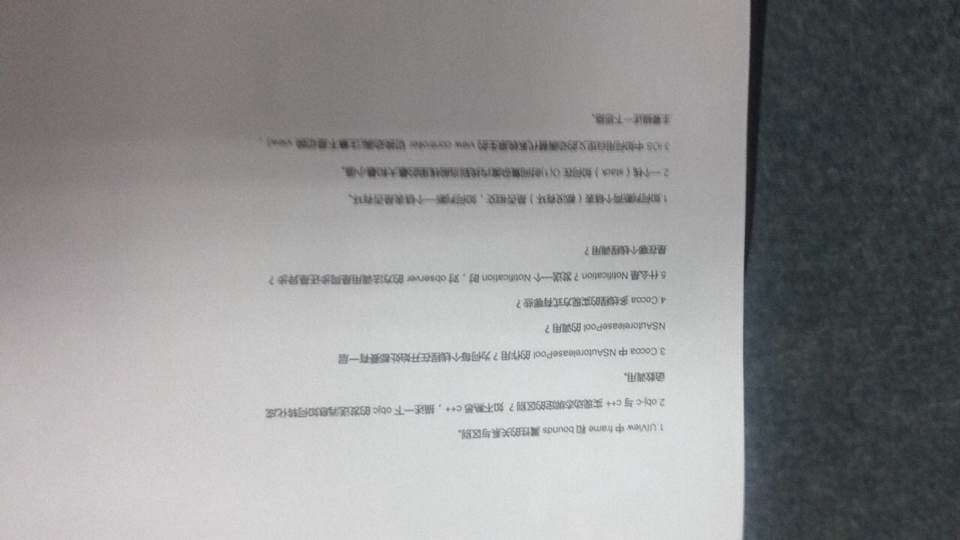 1.UIView 中 frame 和 bounds 属性的关系与区别。
2.obj-c 与 c++ 实现动态绑定的区别？ 如不熟悉 c++，描述一下 objc 的发送消息如何转化成
函数调用。
3.Cocoa 中 NSAutoreleasePool 的作用？为何每个线程在开始处都要有一层
NSAutoreleasePool 的调用？
4.Cocoa 多线程的实现方式有哪些？
5.什么是 Notification？发送一个 Notification 时，对 observer 的方法调用是同步还是异步？
是在哪个线程调用？
1.如何判断两个链表（都没有环）是否相交，如何判断一个链表是否有环。
2.一个栈（stack）如何在 O(1)时间复杂度内找到当前栈里的最大和最小值。
3.iOS 中如何用自定义的动画替代系统原生的 view controller 切换动画(注意不是切换 view)，
主要描述一下思路。